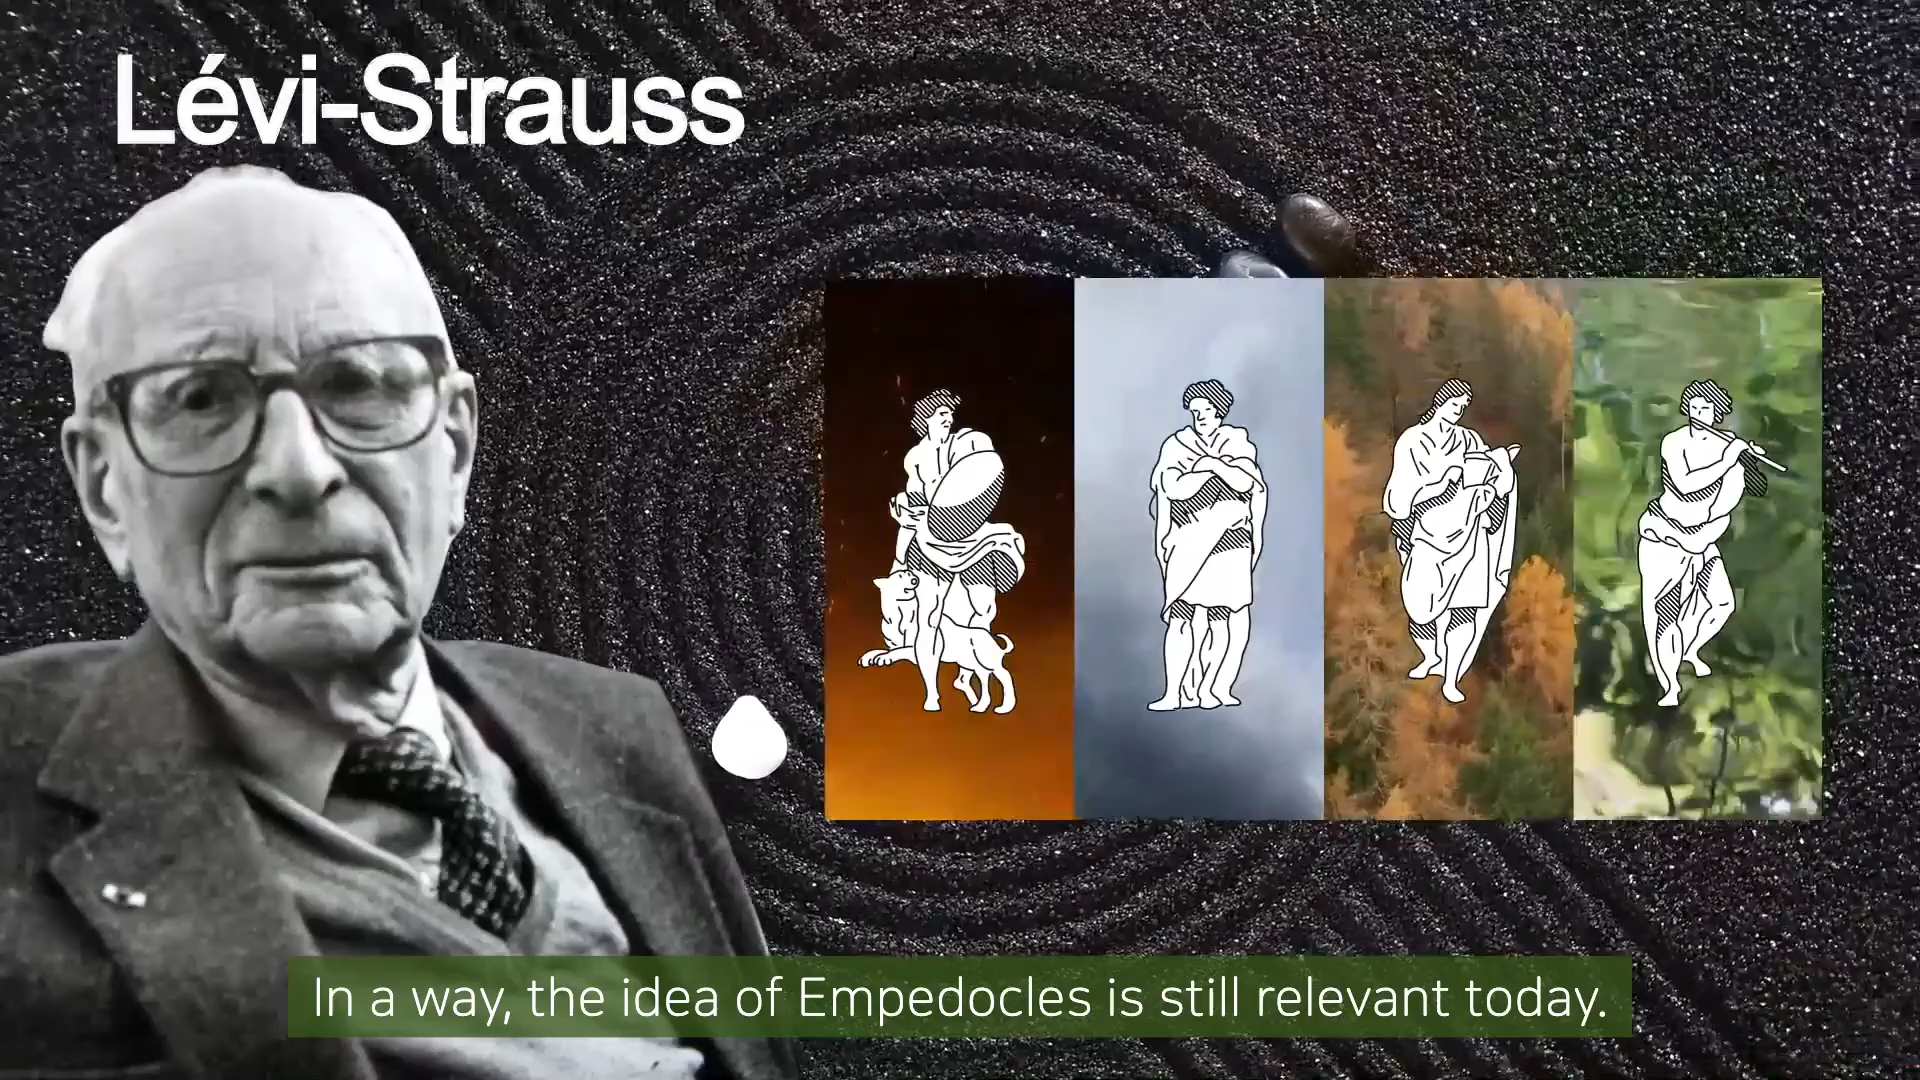 Lévi-Strauss
In a way, the idea of Empedocles is still relevant today.